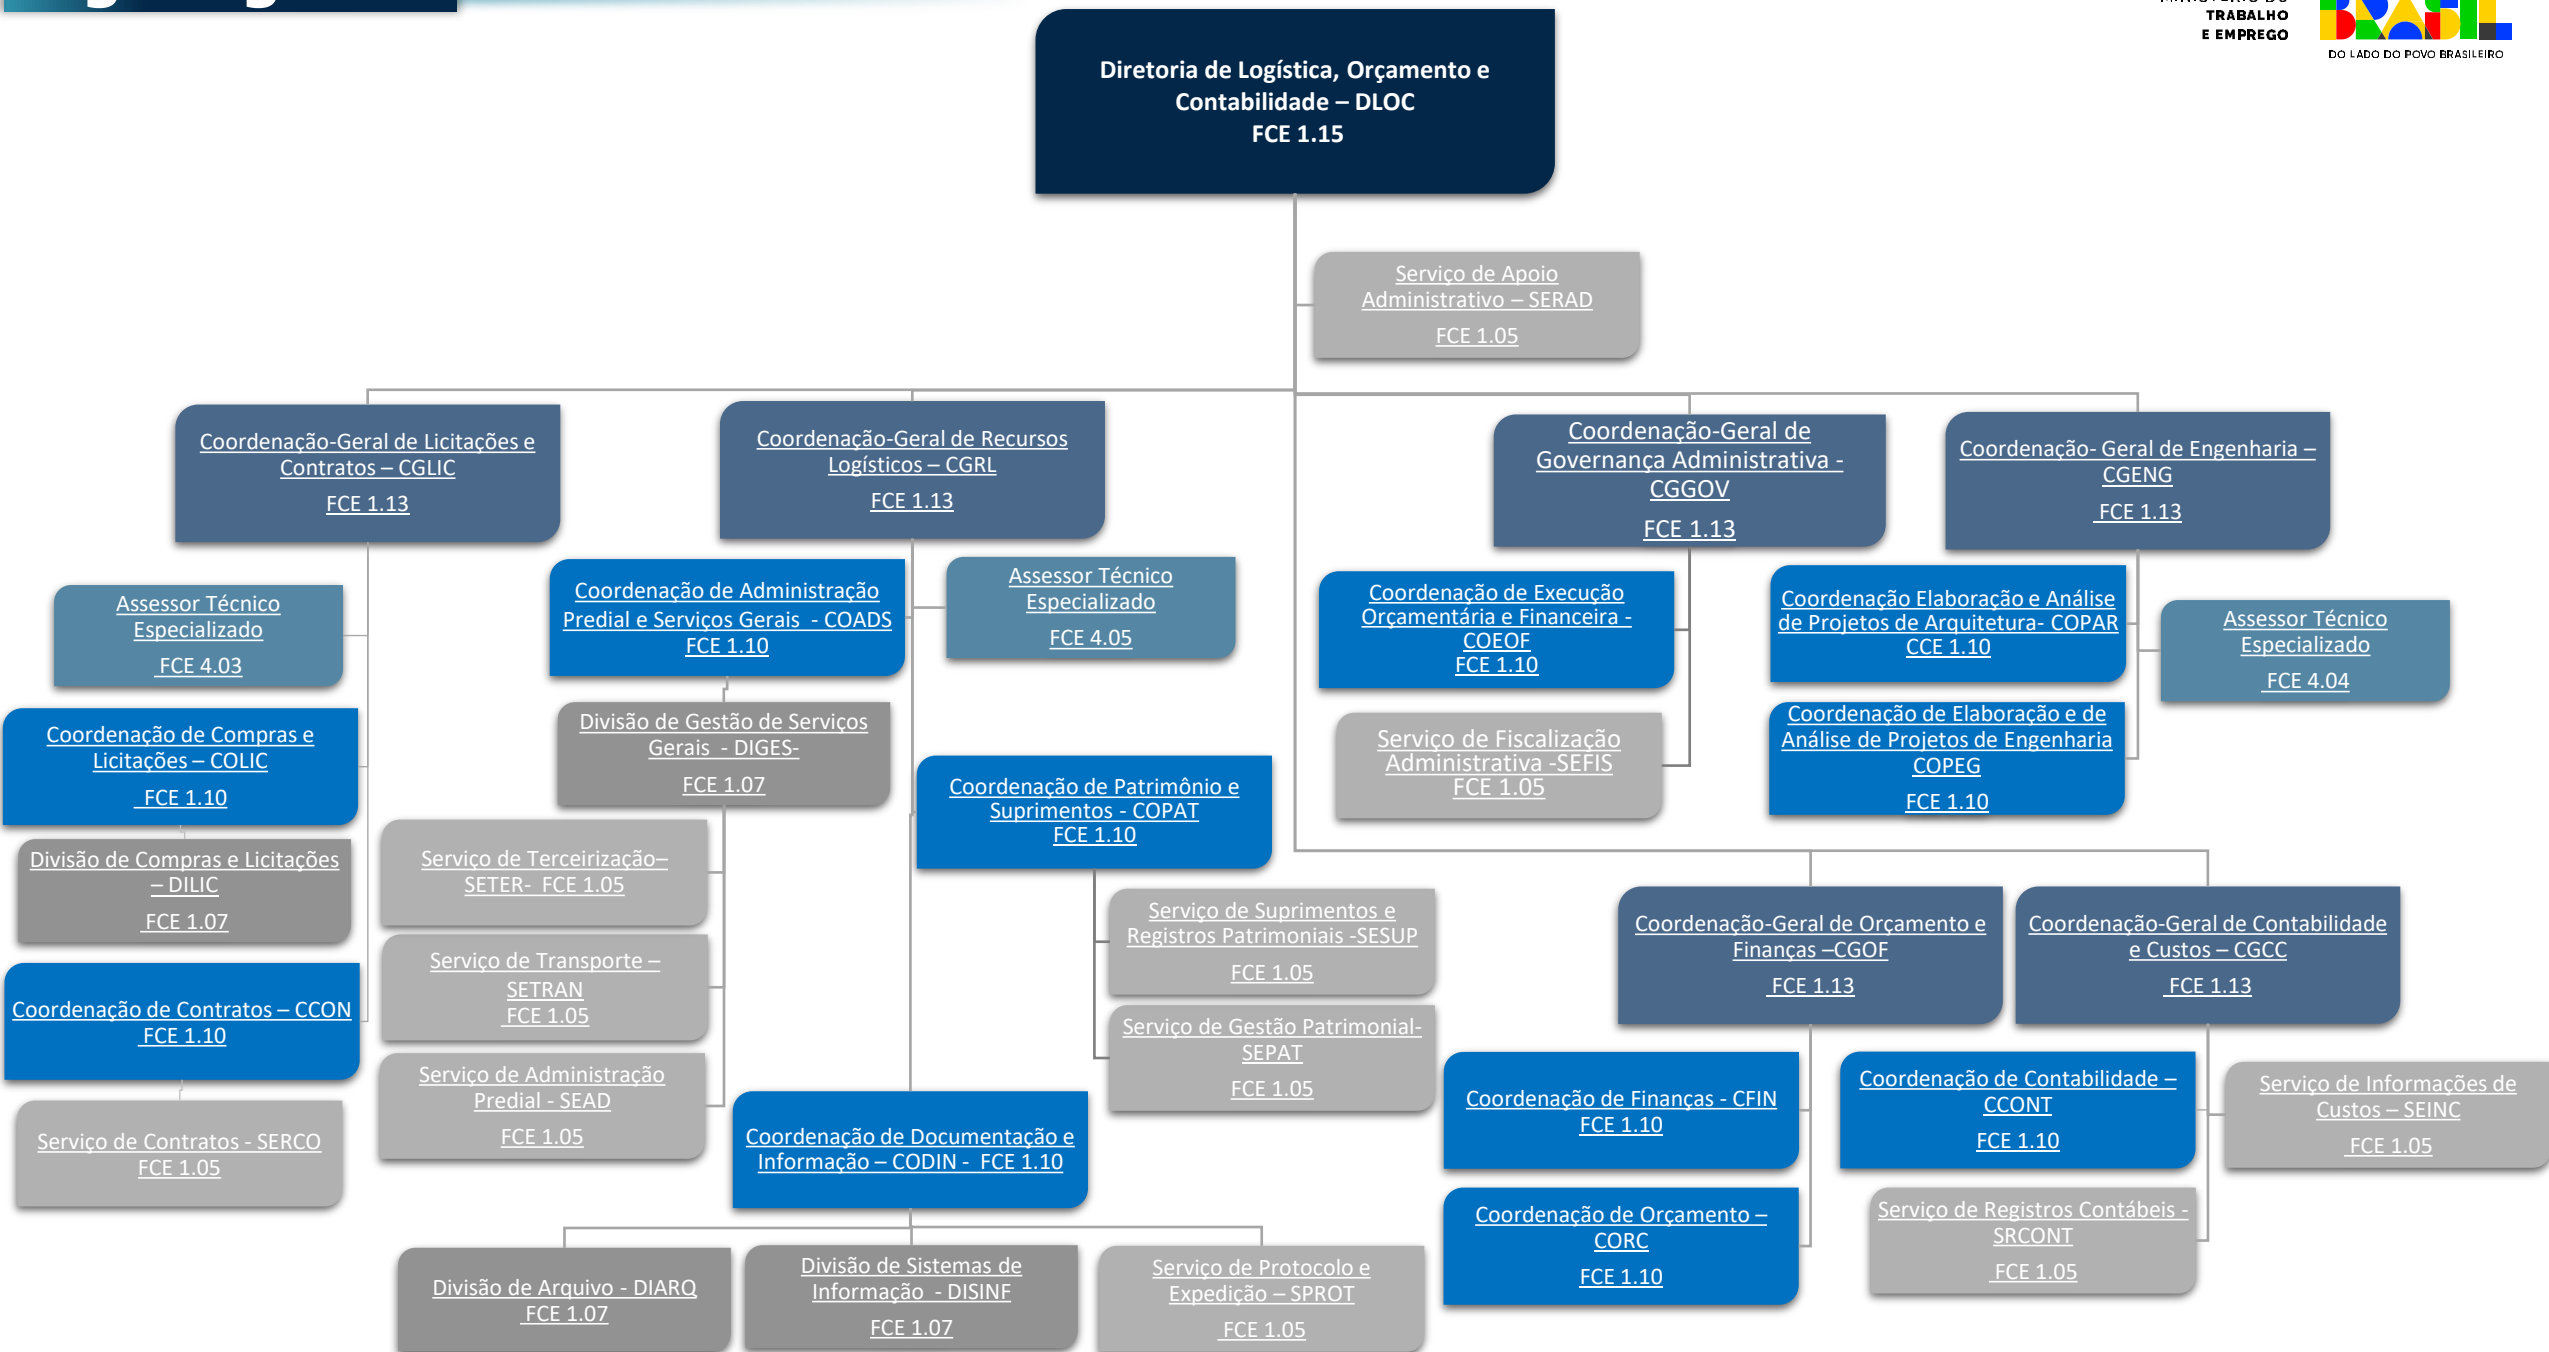 TRABALHO
E EMPREGO
BRASIL
DO LADO DO POVO BRASILEIRO
Diretoria de Logística, Orçamento e
Contabilidade – DLOC
FCE 1.15
Serviço de Apoio
Administrativo – SERAD
FCE 1.05
Coordenação-Geral de Licitações e
Contratos – CGLIC
FCE 1.13
Coordenação-Geral de Recursos
Logísticos – CGRL
FCE 1.13
Coordenação-Geral de
Governança Administrativa -
CGGOV
FCE 1.13
Coordenação- Geral de Engenharia –
CGENG
FCE 1.13
Assessor Técnico
Especializado
FCE 4.03
Coordenação de Compras e
Licitações – COLIC
FCE 1.10
Divisão de Compras e Licitações
– DILIC
FCE 1.07
Coordenação de Contratos – CCON
FCE 1.10
Serviço de Contratos - SERCO
FCE 1.05
Coordenação de Administração
Predial e Serviços Gerais - COADS
FCE 1.10
Assessor Técnico
Especializado
FCE 4.05
Divisão de Gestão de Serviços
Gerais - DIGES-
FCE 1.07
Serviço de Terceirização–
SETER- FCE 1.05
Serviço de Transporte –
SETRAN
FCE 1.05
Serviço de Administração
Predial - SEAD
FCE 1.05
Coordenação de Patrimônio e
Suprimentos - COPAT
FCE 1.10
Serviço de Suprimentos e
Registros Patrimoniais -SESUP
FCE 1.05
Serviço de Gestão Patrimonial-
SEPAT
FCE 1.05
Coordenação de Documentação e
Informação – CODIN - FCE 1.10
Divisão de Arquivo - DIARQ
FCE 1.07
Divisão de Sistemas de
Informação - DISINF
FCE 1.07
Serviço de Protocolo e
Expedição – SPROT
FCE 1.05
Coordenação de Execução
Orçamentária e Financeira -
COEOF
FCE 1.10
Serviço de Fiscalização
Administrativa -SEFIS
FCE 1.05
Coordenação Elaboração e Análise
de Projetos de Arquitetura- COPAR
CCE 1.10
Assessor Técnico
Especializado
FCE 4.04
Coordenação de Elaboração e de
Análise de Projetos de Engenharia
COPEG
FCE 1.10
Coordenação-Geral de Orçamento e
Finanças –CGOF
FCE 1.13
Coordenação-Geral de Contabilidade
e Custos – CGCC
FCE 1.13
Coordenação de Finanças - CFIN
FCE 1.10
Coordenação de Orçamento –
CORC
FCE 1.10
Coordenação de Contabilidade –
CCONT
FCE 1.10
Serviço de Informações de
Custos – SEINC
FCE 1.05
Serviço de Registros Contábeis -
SRCONT
FCE 1.05